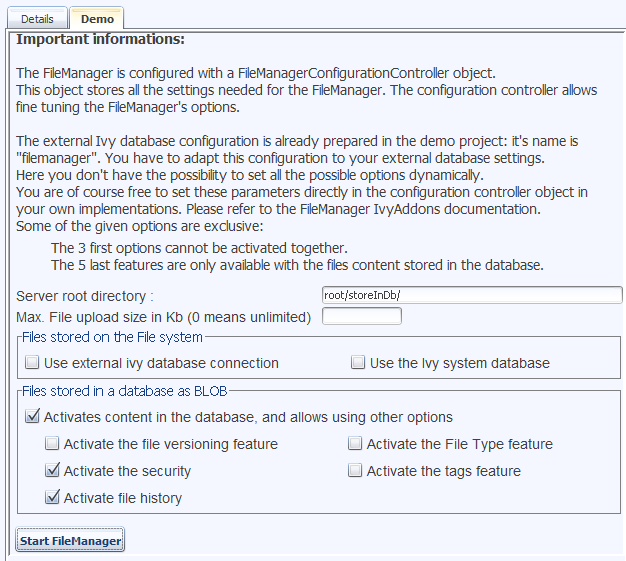 Details Demo
Important informations:
The FileManager is configured with a FileManagerConfigurationController object.
This object stores all the settings needed for the FileManager. The configuration controller allows
fine tuning the FileManager's options.
The external Ivy database configuration is already prepared in the demo project: it's name is
"filemanager". You have to adapt this configuration to your external database settings.
Here you don't have the possibility to set all the possible options dynamically.
You are of course free to set these parameters directly in the configuration controller object in
your own implementations. Please refer to the FileManager IvyAddons documentation.
Some of the given options are exclusive:
The 3 first options cannot be activated together.
The 5 last features are only available with the files content stored in the database.
Server root directory : root/storeInDb/
Max. File upload size in Kb (0 means unlimited)
Files stored on the File system
Use external ivy database connection Use the Ivy system database
Files stored in a database as BLOB
Activates content in the database, and allows using other options
Activate the file versioning feature Activate the File Type feature
Activate the security Activate the tags feature
Activate file history
Start FileManager